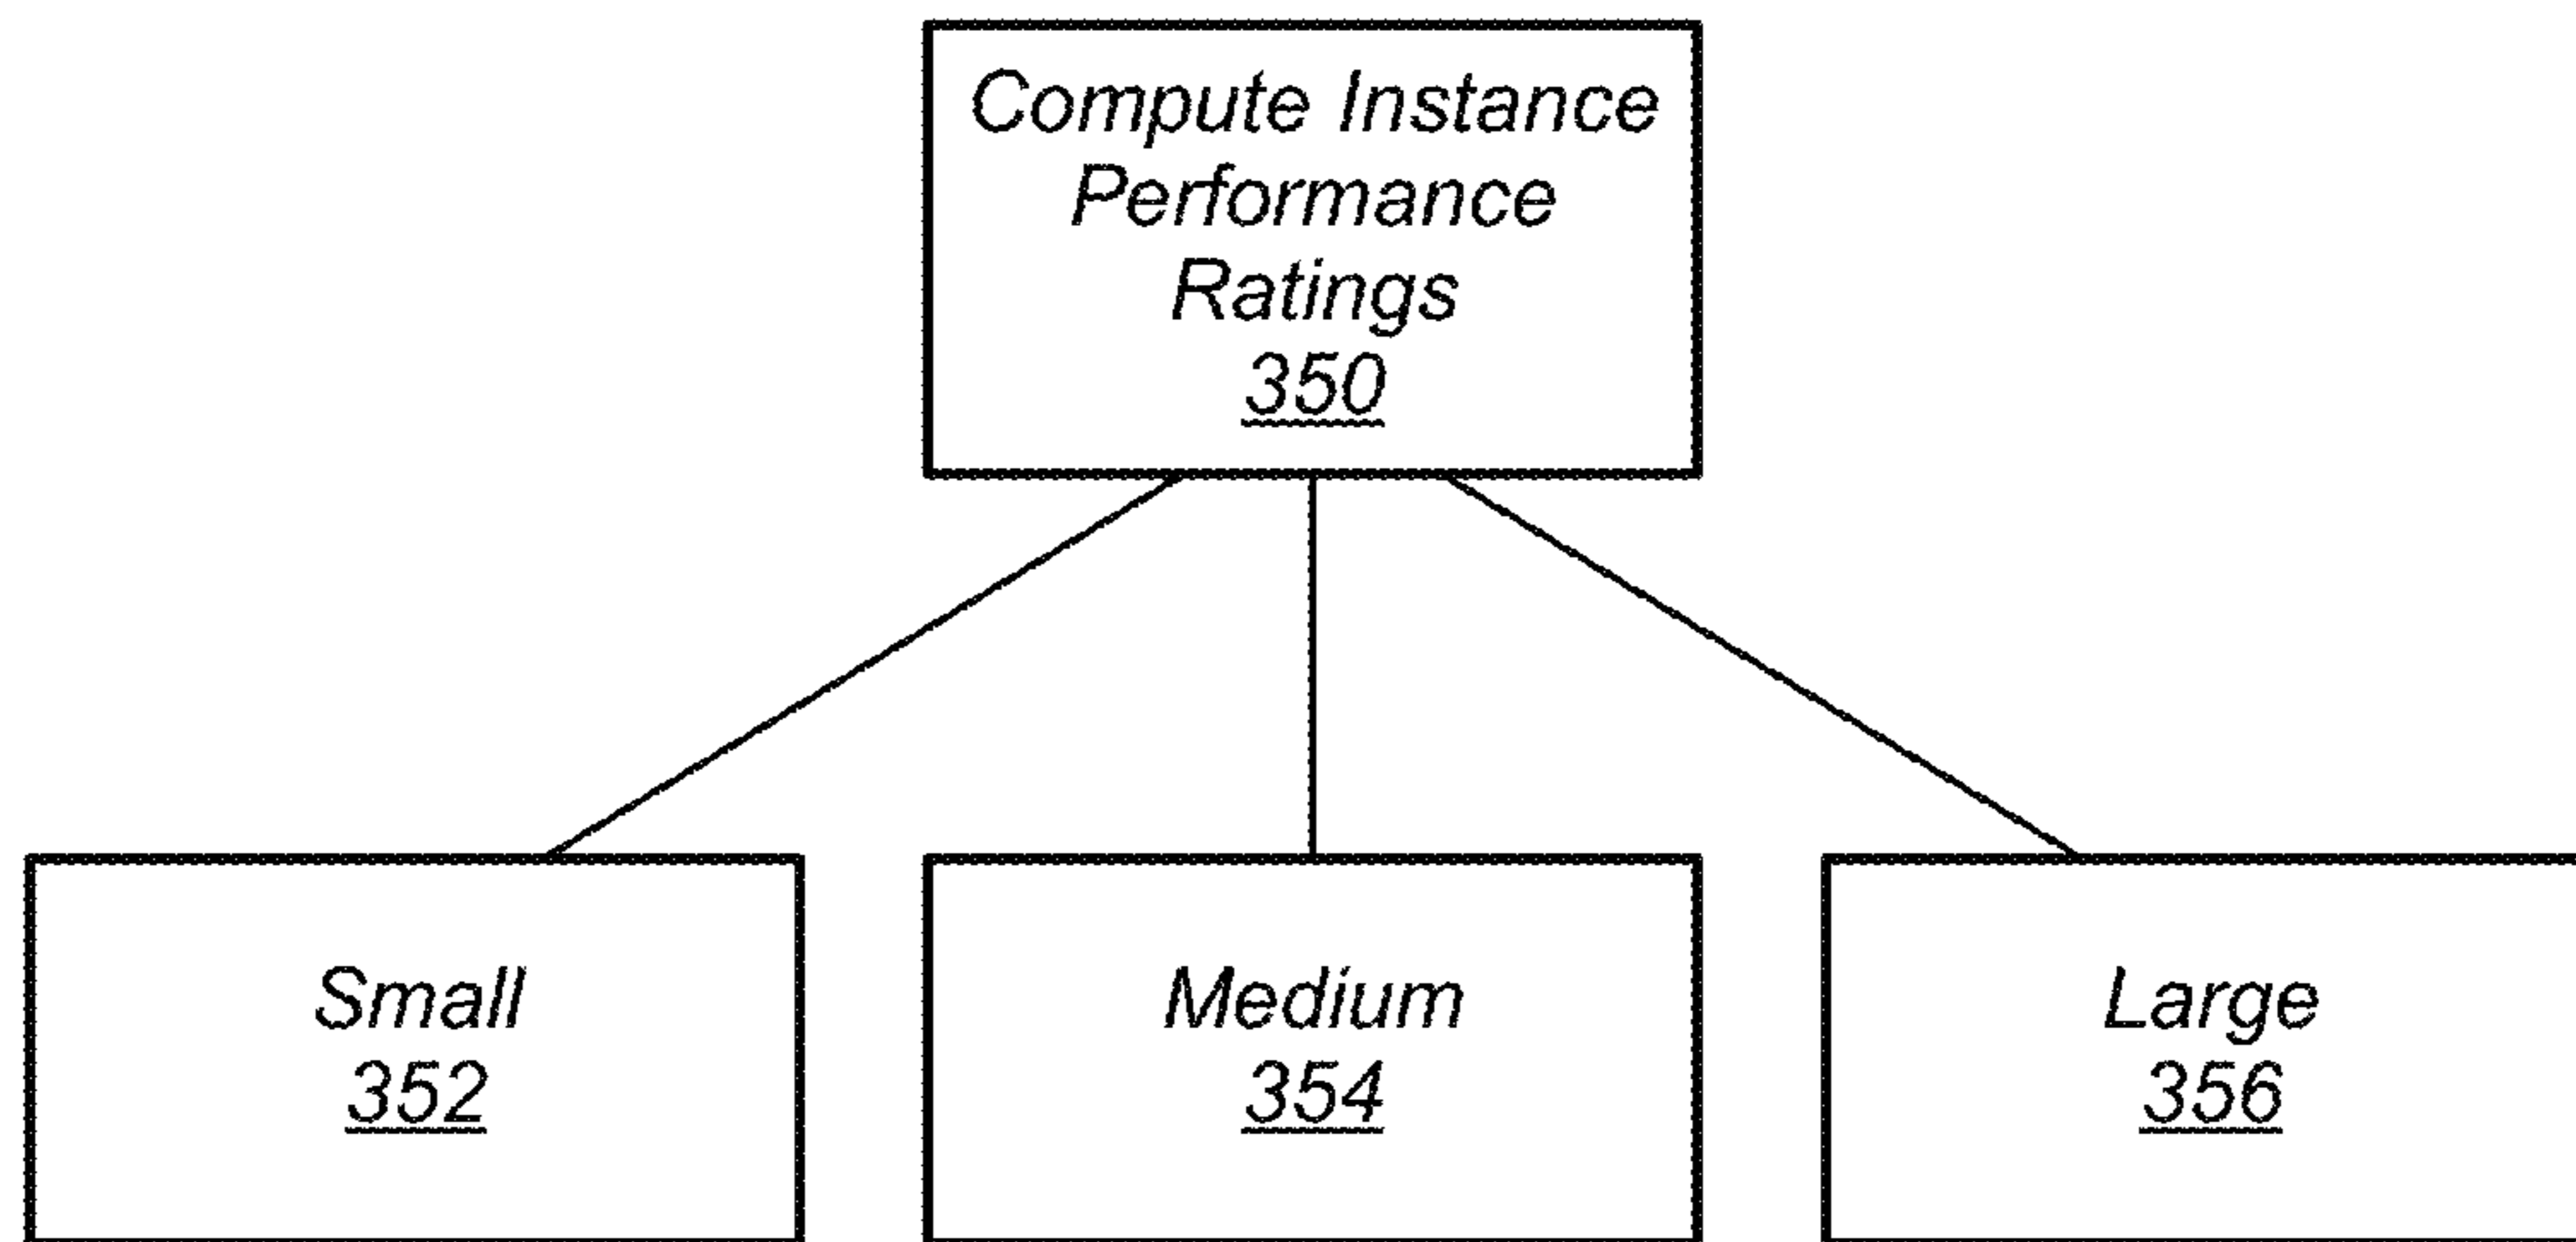 Compute Instance
Performance
Ratings
350
Small
352
Medium
354
Large
356